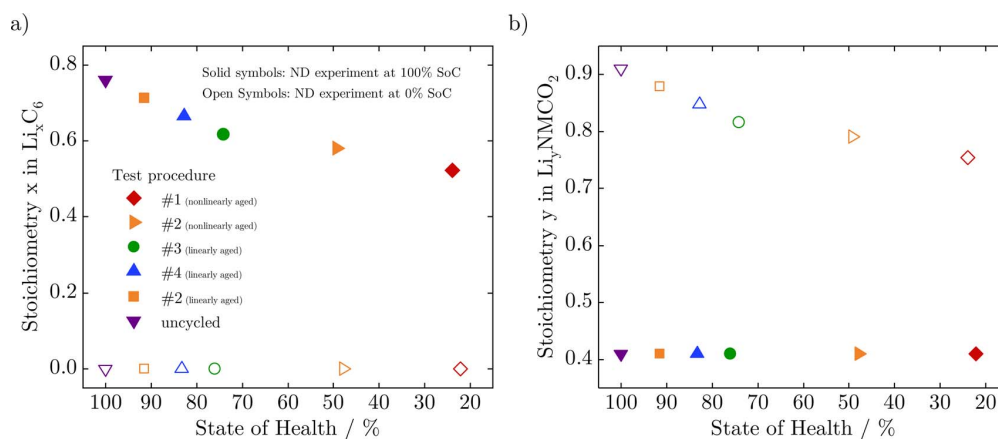 a)
0.8
0.6
0.4
0.2
0.0
Stoichiometry x in LiₓC₆
Solid symbols: ND experiment at 100% SoC
Open Symbols: ND experiment at 0% SoC
Test procedure
#1 (nonlinearly aged)
#2 (nonlinearly aged)
#3 (linearly aged)
#4 (linearly aged)
#2 (linearly aged)
uncycled
100 90 80 70 60 50 40 30 20
State of Health / %
b)
0.9
0.8
0.7
0.6
0.5
0.4
Stoichiometry y in LiᵧNMCO₂
100 90 80 70 60 50 40 30 20
State of Health / %